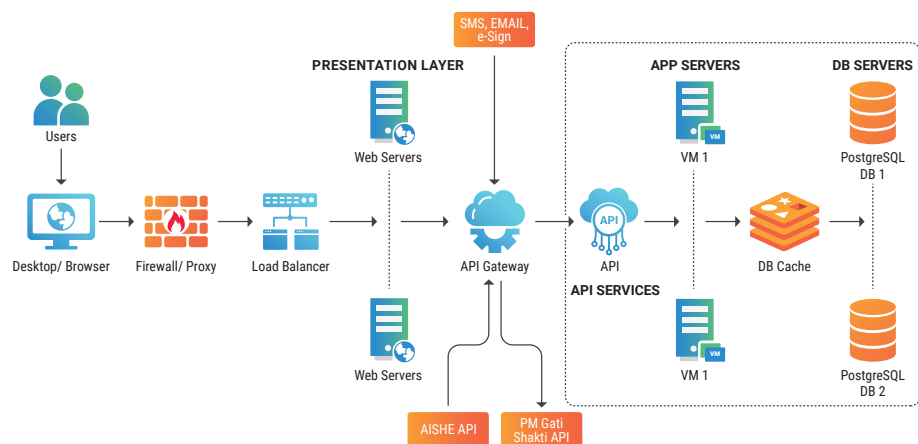 SMS, EMAIL,
e-Sign
PRESENTATION LAYER
APP SERVERS
DB SERVERS
Users
Web Servers
VM
VM 1
PostgreSQL
DB 1
API
Desktop/ Browser
Firewall/ Proxy
Load Balancer
API Gateway
API
DB Cache
API SERVICES
Web Servers
VM
VM 1
PostgreSQL
DB 2
AISHE API
PM Gati
Shakti API